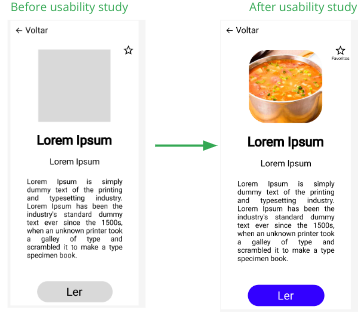 Before usability study
← Voltar
Lorem Ipsum
Lorem Ipsum
Lorem Ipsum is simply
dummy text of the printing
and typesetting industry.
Lorem Ipsum has been the
industry's standard dummy
text ever since the 1500s,
when an unknown printer took
a galley of type and
scrambled it to make a type
specimen book.
Ler
After usability study
← Voltar
Favoritos
Lorem Ipsum
Lorem Ipsum
Lorem Ipsum is simply
dummy text of the printing
and typesetting industry.
Lorem Ipsum has been the
industry's standard dummy
text ever since the 1500s,
when an unknown printer took
a galley of type and
scrambled it to make a type
specimen book.
Ler